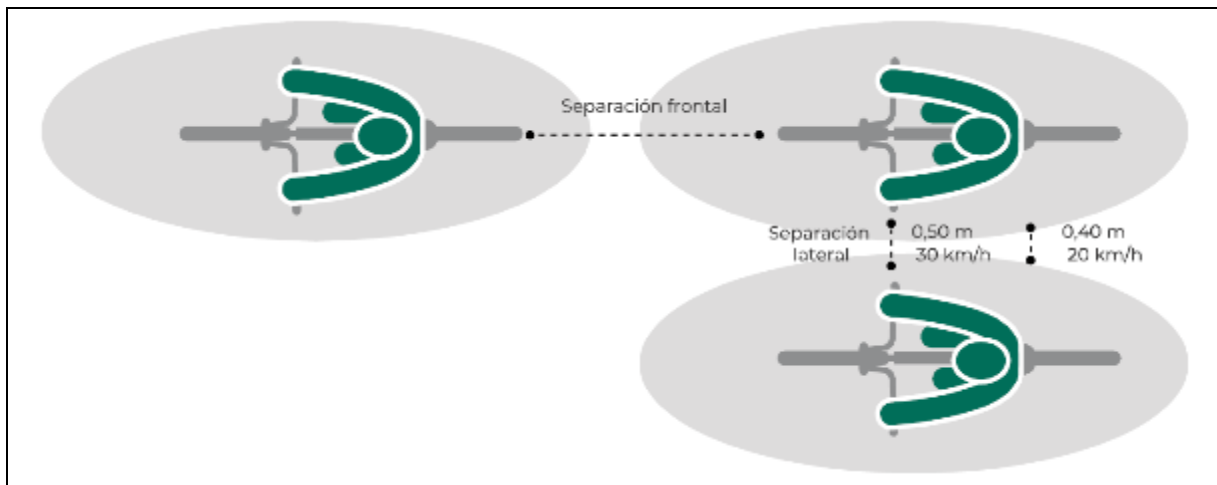 Separación frontal
Separación lateral
0,50 m
30 km/h
0,40 m
20 km/h